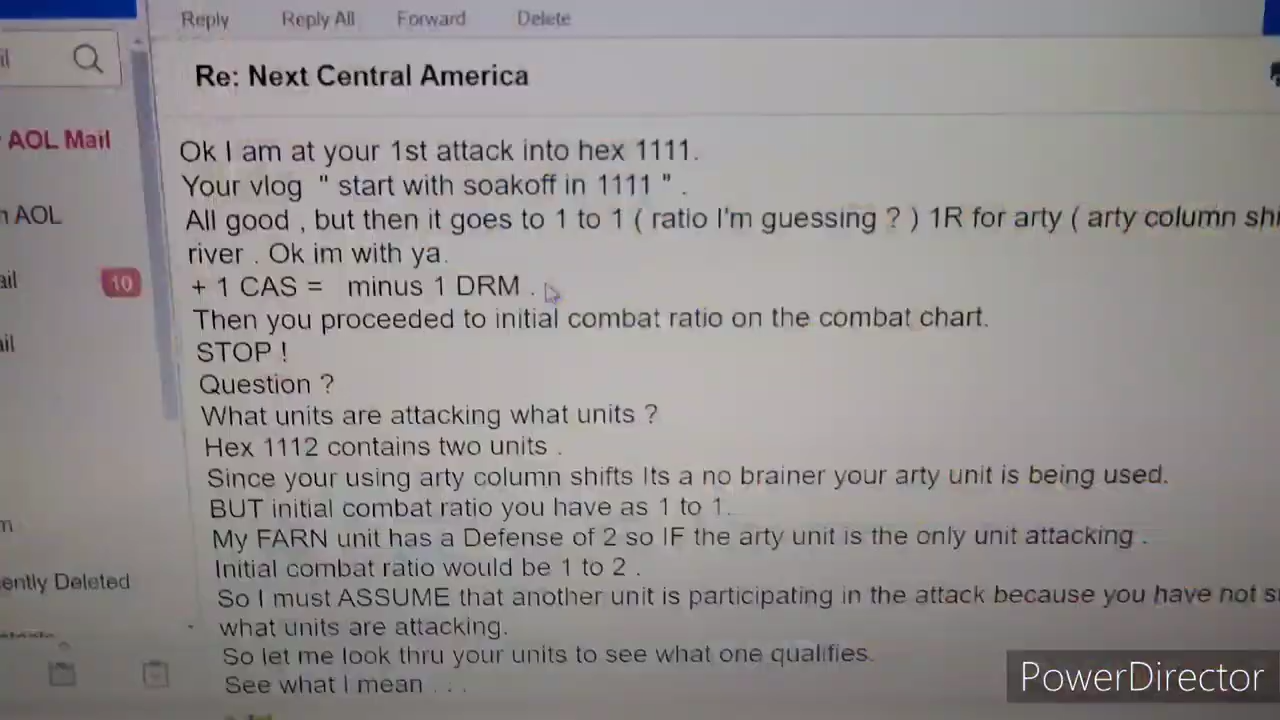 Reply Reply All Forward Delete
Re: Next Central America
AOL Mail
AOL
10
Ok I am at your 1st attack into hex 1111.
Your vlog " start with soakoff in 1111 " .
All good , but then it goes to 1 to 1 ( ratio I'm guessing ? ) 1R for arty ( arty column
river . Ok im with ya.
+ 1 CAS = minus 1 DRM .
Then you proceeded to initial combat ratio on the combat chart.
STOP !
Question ?
What units are attacking what units ?
Hex 1112 contains two units .
Since your using arty column shifts Its a no brainer your arty unit is being used.
BUT initial combat ratio you have as 1 to 1.
My FARN unit has a Defense of 2 so IF the arty unit is the only unit attacking .
Initial combat ratio would be 1 to 2 .
So I must ASSUME that another unit is participating in the attack because you have not
what units are attacking.
So let me look thru your units to see what one qualifies.
See what I mean . . .
Deleted
PowerDirector